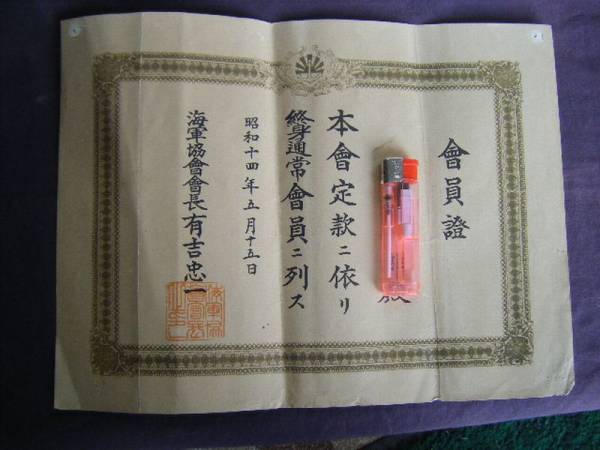 會員證
殿
本會定款ニ依リ
終身通常會員ニ列ス
昭和十四年五月十五日
海軍協會會長有吉忠一